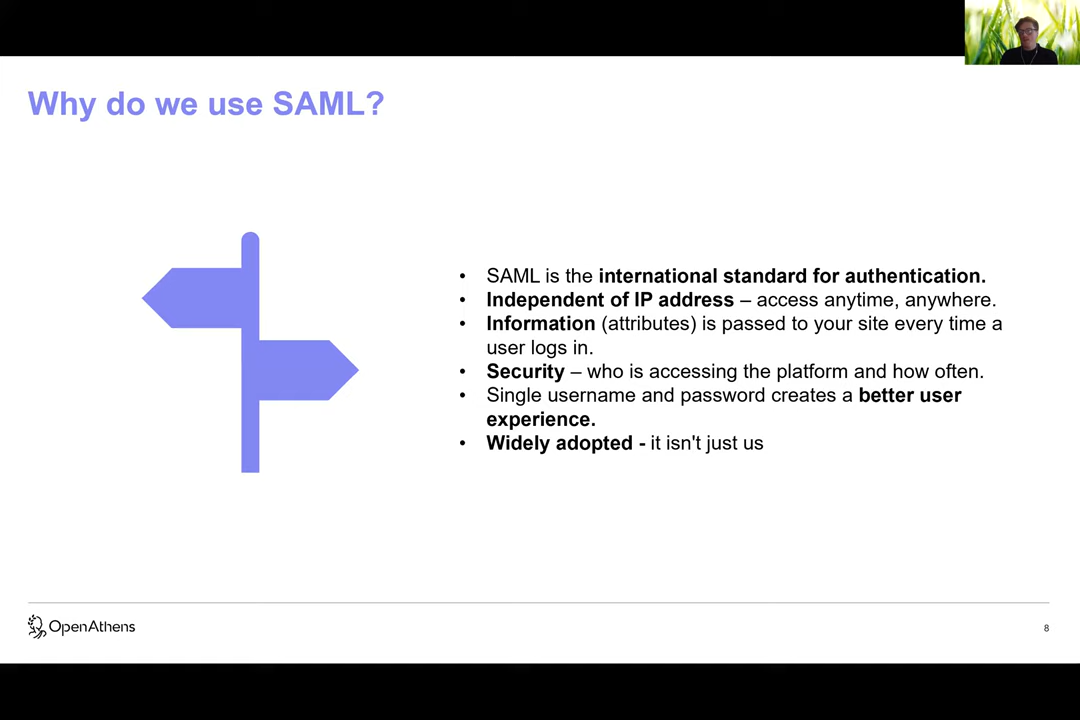 Why do we use SAML?
• SAML is the international standard for authentication.
• Independent of IP address – access anytime, anywhere.
• Information (attributes) is passed to your site every time a
user logs in.
• Security – who is accessing the platform and how often.
• Single username and password creates a better user
experience.
• Widely adopted - it isn't just us
OpenAthens
8